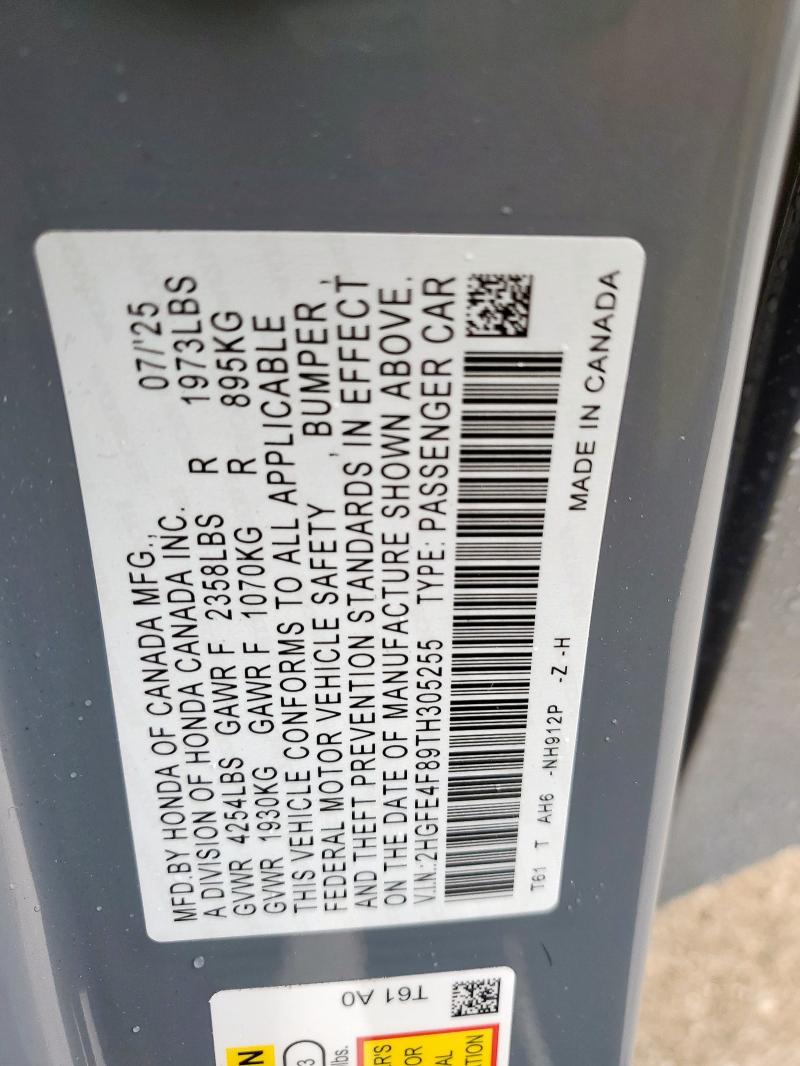 MFD.BY HONDA OF CANADA MFG., 07/'25
A DIVISION OF HONDA CANADA INC.
GVWR 4254LBS GAWR F 2358LBS R 1973LBS
GVWR 1930KG GAWR F 1070KG R 895KG
THIS VEHICLE CONFORMS TO ALL APPLICABLE
FEDERAL MOTOR VEHICLE SAFETY , BUMPER ,
AND THEFT PREVENTION STANDARDS IN EFFECT
ON THE DATE OF MANUFACTURE SHOWN ABOVE.
V.I.N.:2HGFE4F89TH305255 TYPE: PASSENGER CAR
T61 T AH6 -NH912P -Z -H
MADE IN CANADA
T61 A0